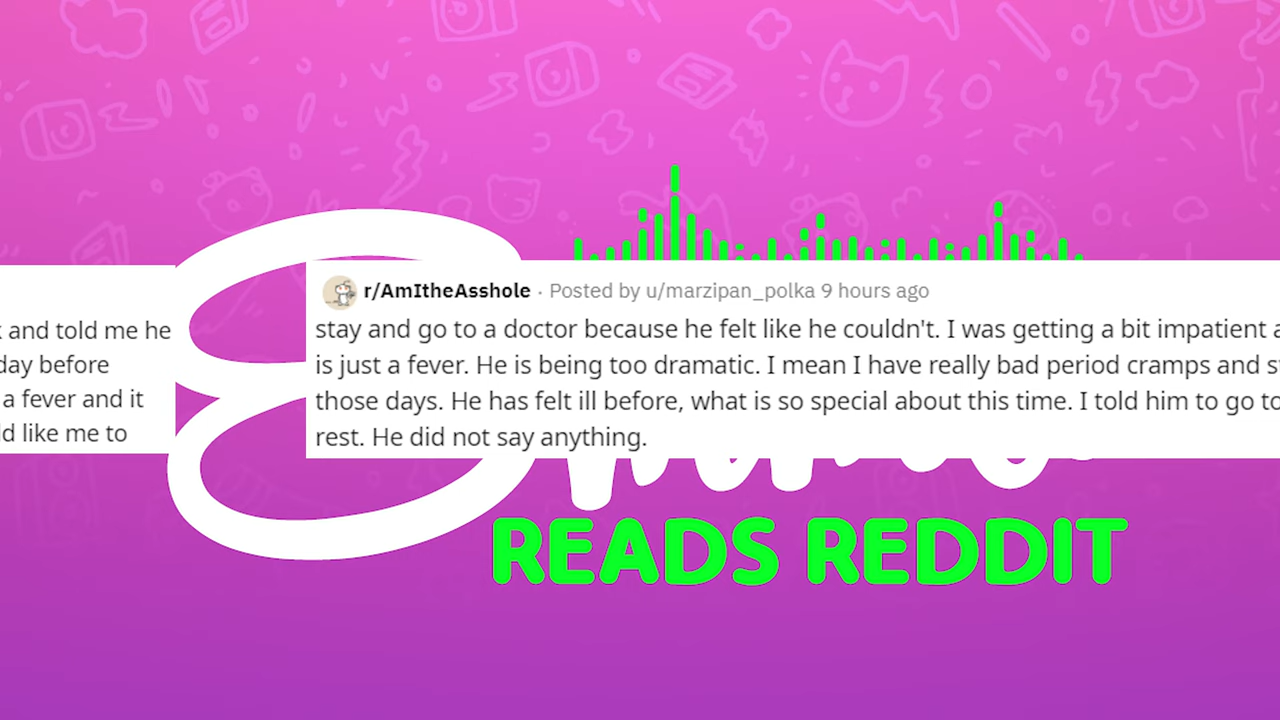 and told me he
day before
a fever and it
like me to
r/AmItheAsshole · Posted by u/marzipan_polka 9 hours ago
stay and go to a doctor because he felt like he couldn't. I was getting a bit impatient
is just a fever. He is being too dramatic. I mean I have really bad period cramps and
those days. He has felt ill before, what is so special about this time. I told him to go to
rest. He did not say anything.
READS REDDIT